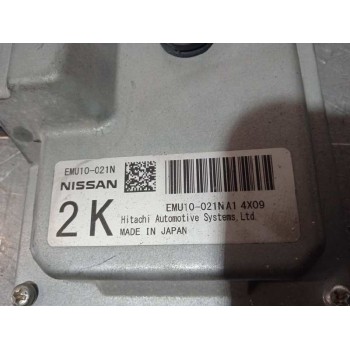 EMU10-021N
NISSAN
2K
EMU10-021NA1 4X09
Hitachi Automotive Systems,Ltd.
MADE IN JAPAN